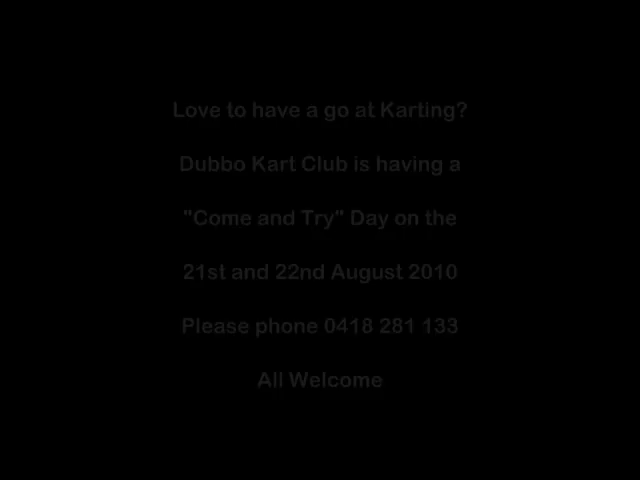 Love to have a go at Karting?
Dubbo Kart Club is having a
"Come and Try" Day on the
21st and 22nd August 2010
Please phone 0418 281 133
All Welcome